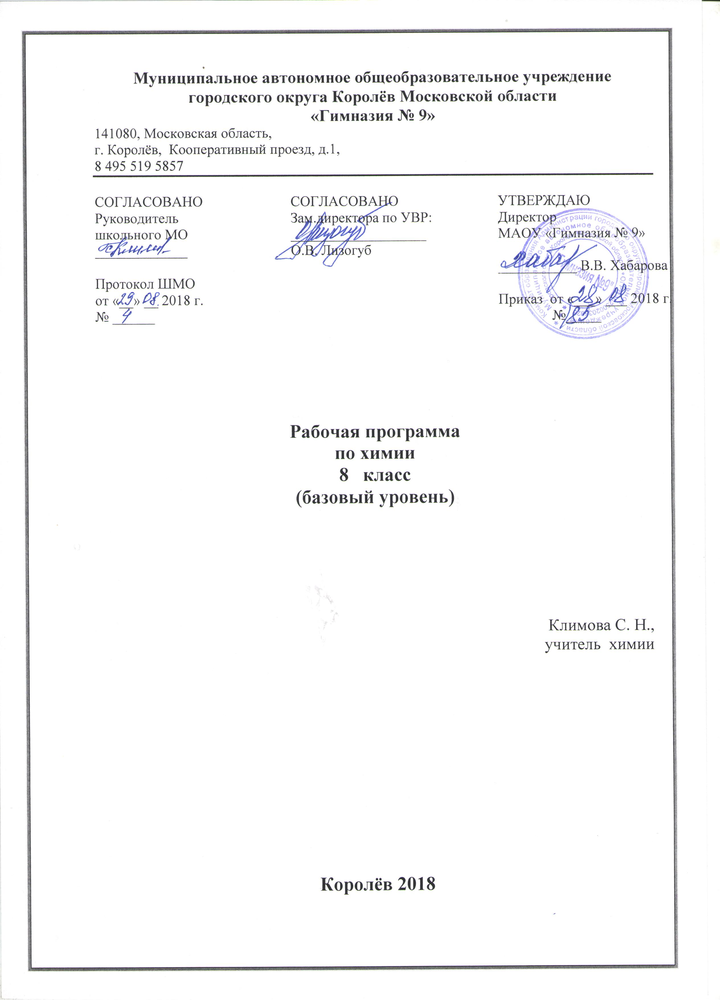 Муниципальное автономное общеобразовательное учреждение
городского округа Королёв Московской области
«Гимназия № 9»
141080, Московская область,
г. Королёв, Кооперативный проезд, д.1,
8 495 519 5857
СОГЛАСОВАНО
Руководитель
школьного МО
Протокол ШМО
от «29» 08. 2018 г.
№ 4
СОГЛАСОВАНО
Зам.директора по УВР:
О.В. Лизогуб
УТВЕРЖДАЮ
Директор
МАОУ «Гимназия № 9»
В.В. Хабарова
Приказ от «28» 08 2018 г.
№
"Гимназия №9"
Рабочая программа
по химии
8 класс
(базовый уровень)
Климова С. Н.,
учитель химии
Королёв 2018